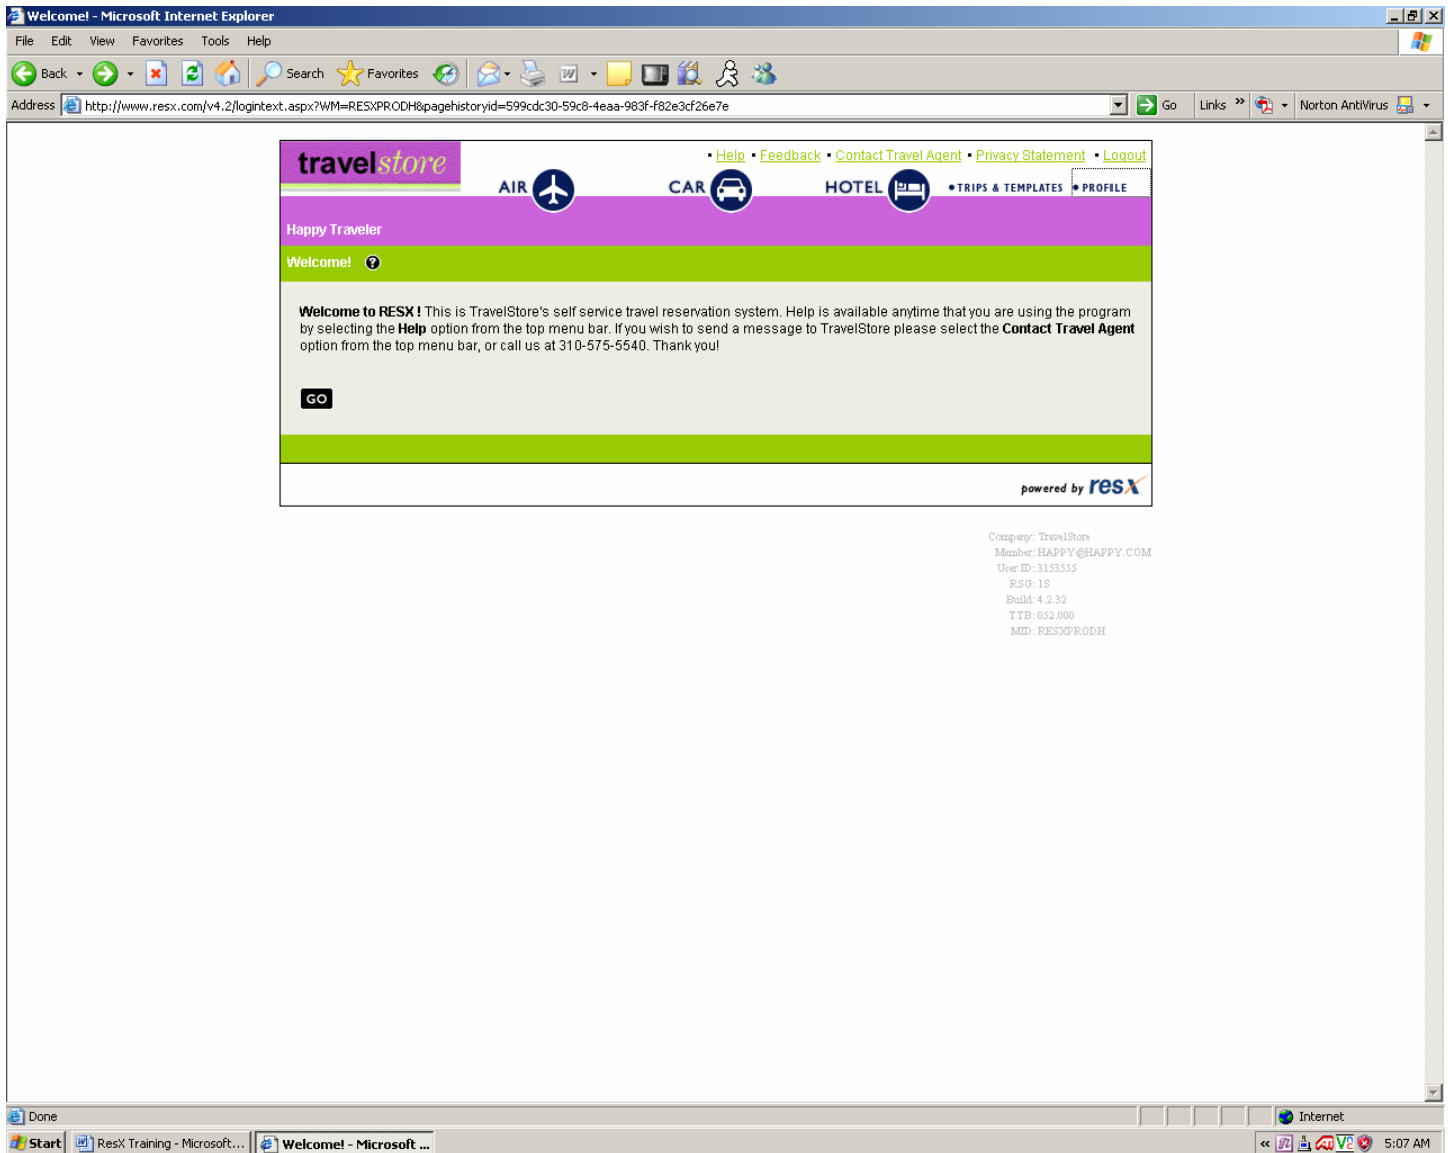 Welcome! - Microsoft Internet Explorer
File Edit View Favorites Tools Help
Back Search Favorites
Address http://www.resx.com/v4.2/logintext.aspx?WM=RESXPRODH&pagehistoryid=599cdc30-59c8-4eaa-983f-f82e3cf26e7e Go Links » Norton AntiVirus
travelstore
Help Feedback Contact Travel Agent Privacy Statement Logout
AIR CAR HOTEL TRIPS & TEMPLATES PROFILE
Happy Traveler
Welcome! ?
Welcome to RESX ! This is TravelStore's self service travel reservation system. Help is available anytime that you are using the program
by selecting the Help option from the top menu bar. If you wish to send a message to TravelStore please select the Contact Travel Agent
option from the top menu bar, or call us at 310-575-5540. Thank you!
GO
powered by resx
Company: TravelStore
Member: HAPPY@HAPPY.COM
User ID: 3153555
RSG: 1S
Build: 4.2.32
TTB: 052.000
MID: RESXPRODH
Done Internet
Start ResX Training - Microsoft... Welcome! - Microsoft ... « 5:07 AM